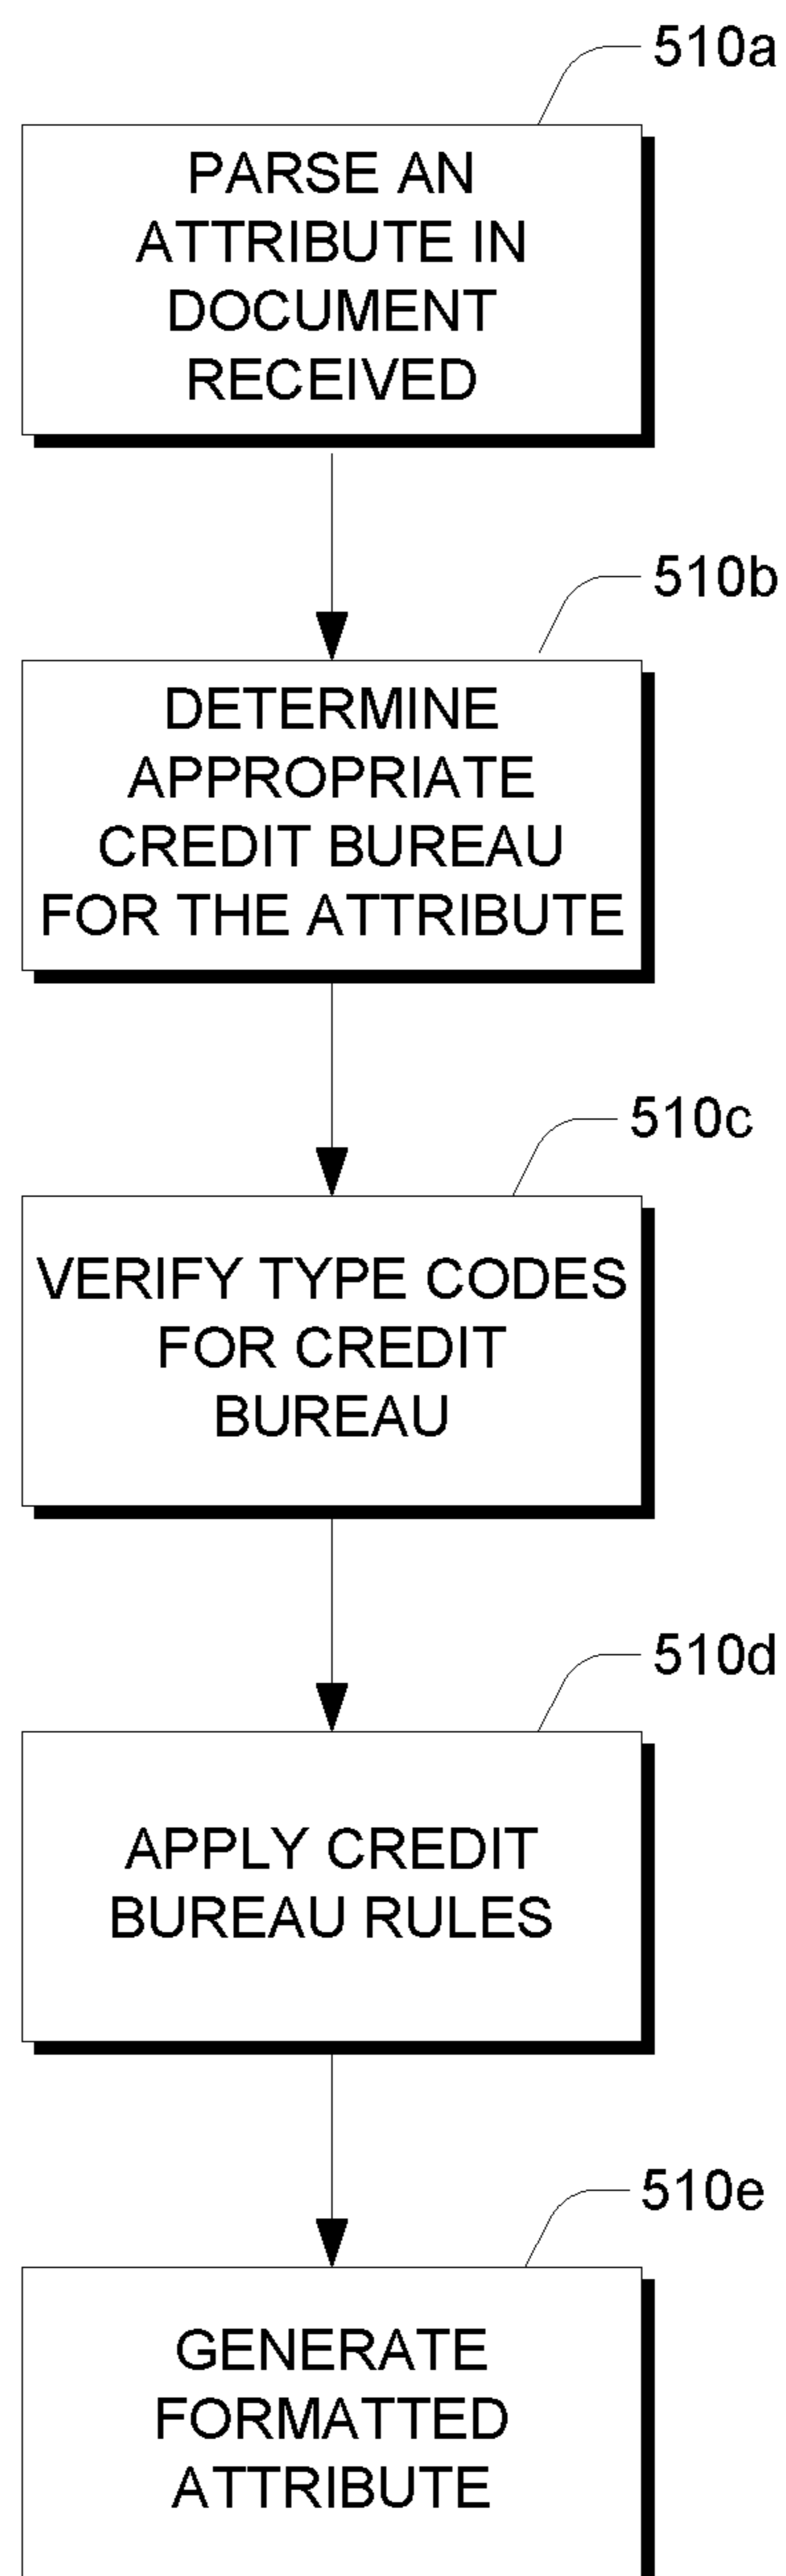 510a
PARSE AN
ATTRIBUTE IN
DOCUMENT
RECEIVED
510b
DETERMINE
APPROPRIATE
CREDIT BUREAU
FOR THE ATTRIBUTE
510c
VERIFY TYPE CODES
FOR CREDIT
BUREAU
510d
APPLY CREDIT
BUREAU RULES
510e
GENERATE
FORMATTED
ATTRIBUTE